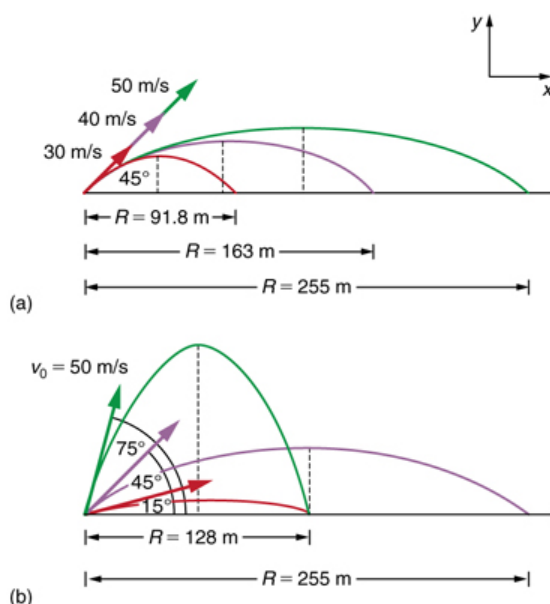 y
x
50 m/s
40 m/s
30 m/s
45°
R = 91.8 m
R = 163 m
R = 255 m
(a)
v₀ = 50 m/s
75°
45°
15°
R = 128 m
R = 255 m
(b)